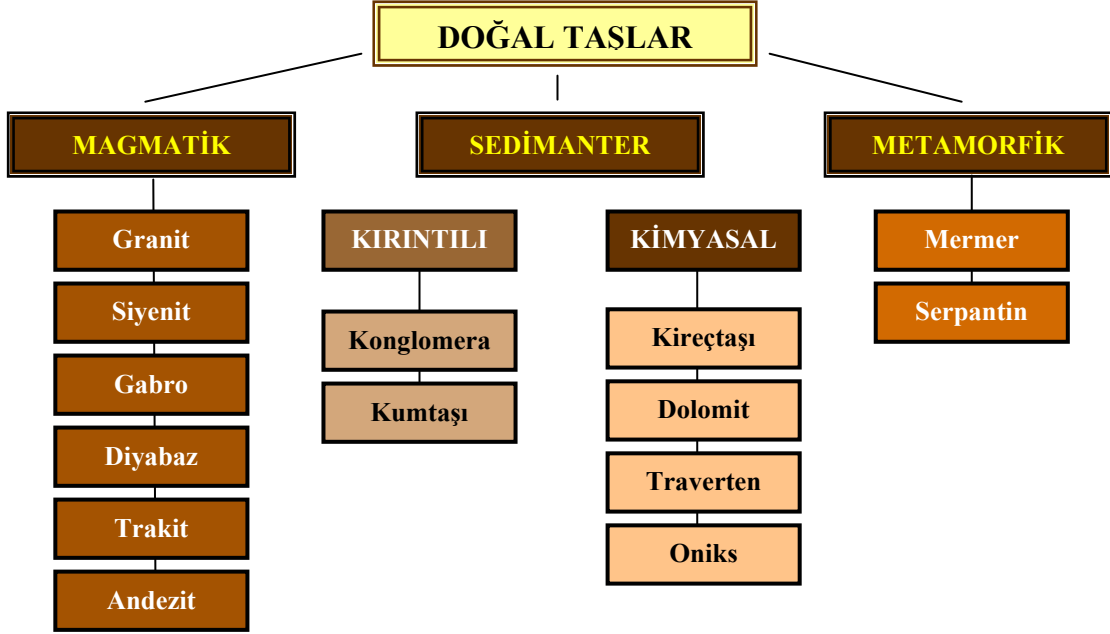 DOĞAL TAŞLAR
MAGMATİK
SEDİMANTER
METAMORFİK
Granit
Siyenit
Gabro
Diyabaz
Trakit
Andezit
KIRINTILI
Konglomera
Kumtaşı
KİMYASAL
Kireçtaşı
Dolomit
Traverten
Oniks
Mermer
Serpantin